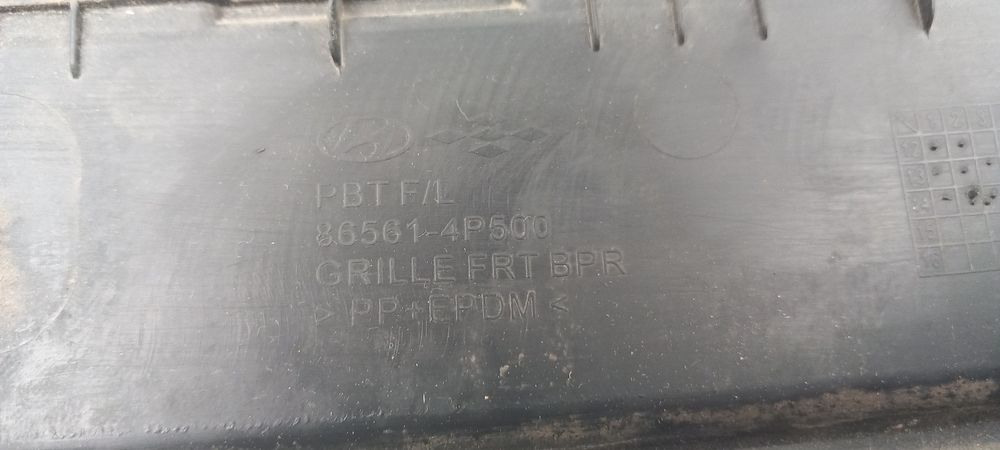 PBT F/L
86561-4P500
GRILLE FRT BPR
> PP+EPDM <